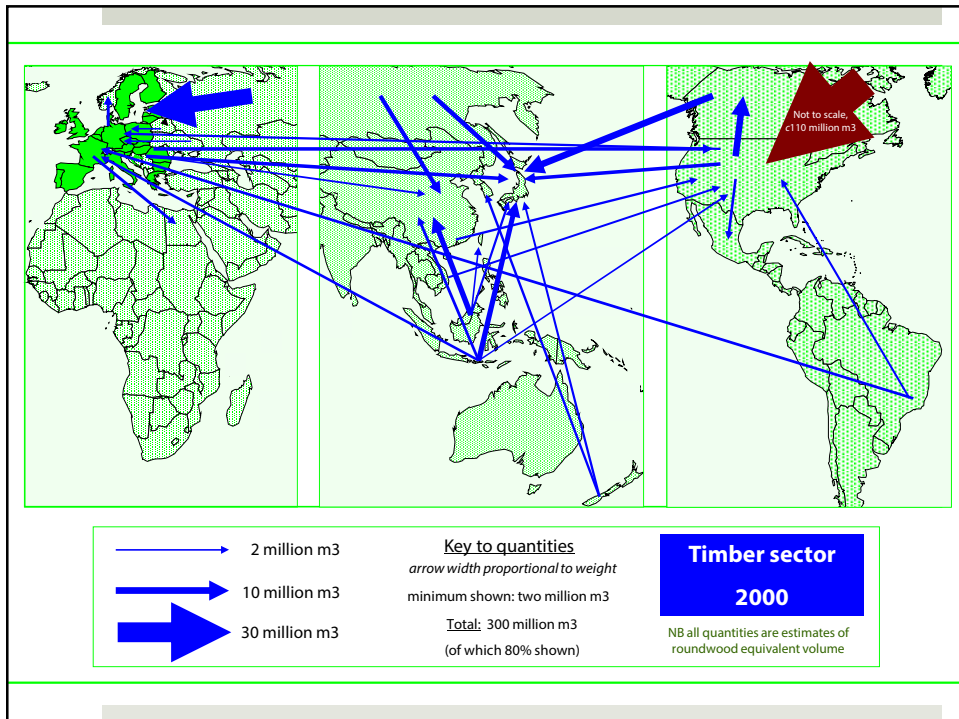 Not to scale,
c110 million m3
2 million m3
10 million m3
30 million m3
Key to quantities
arrow width proportional to weight
minimum shown: two million m3
Total: 300 million m3
(of which 80% shown)
Timber sector
2000
NB all quantities are estimates of
roundwood equivalent volume